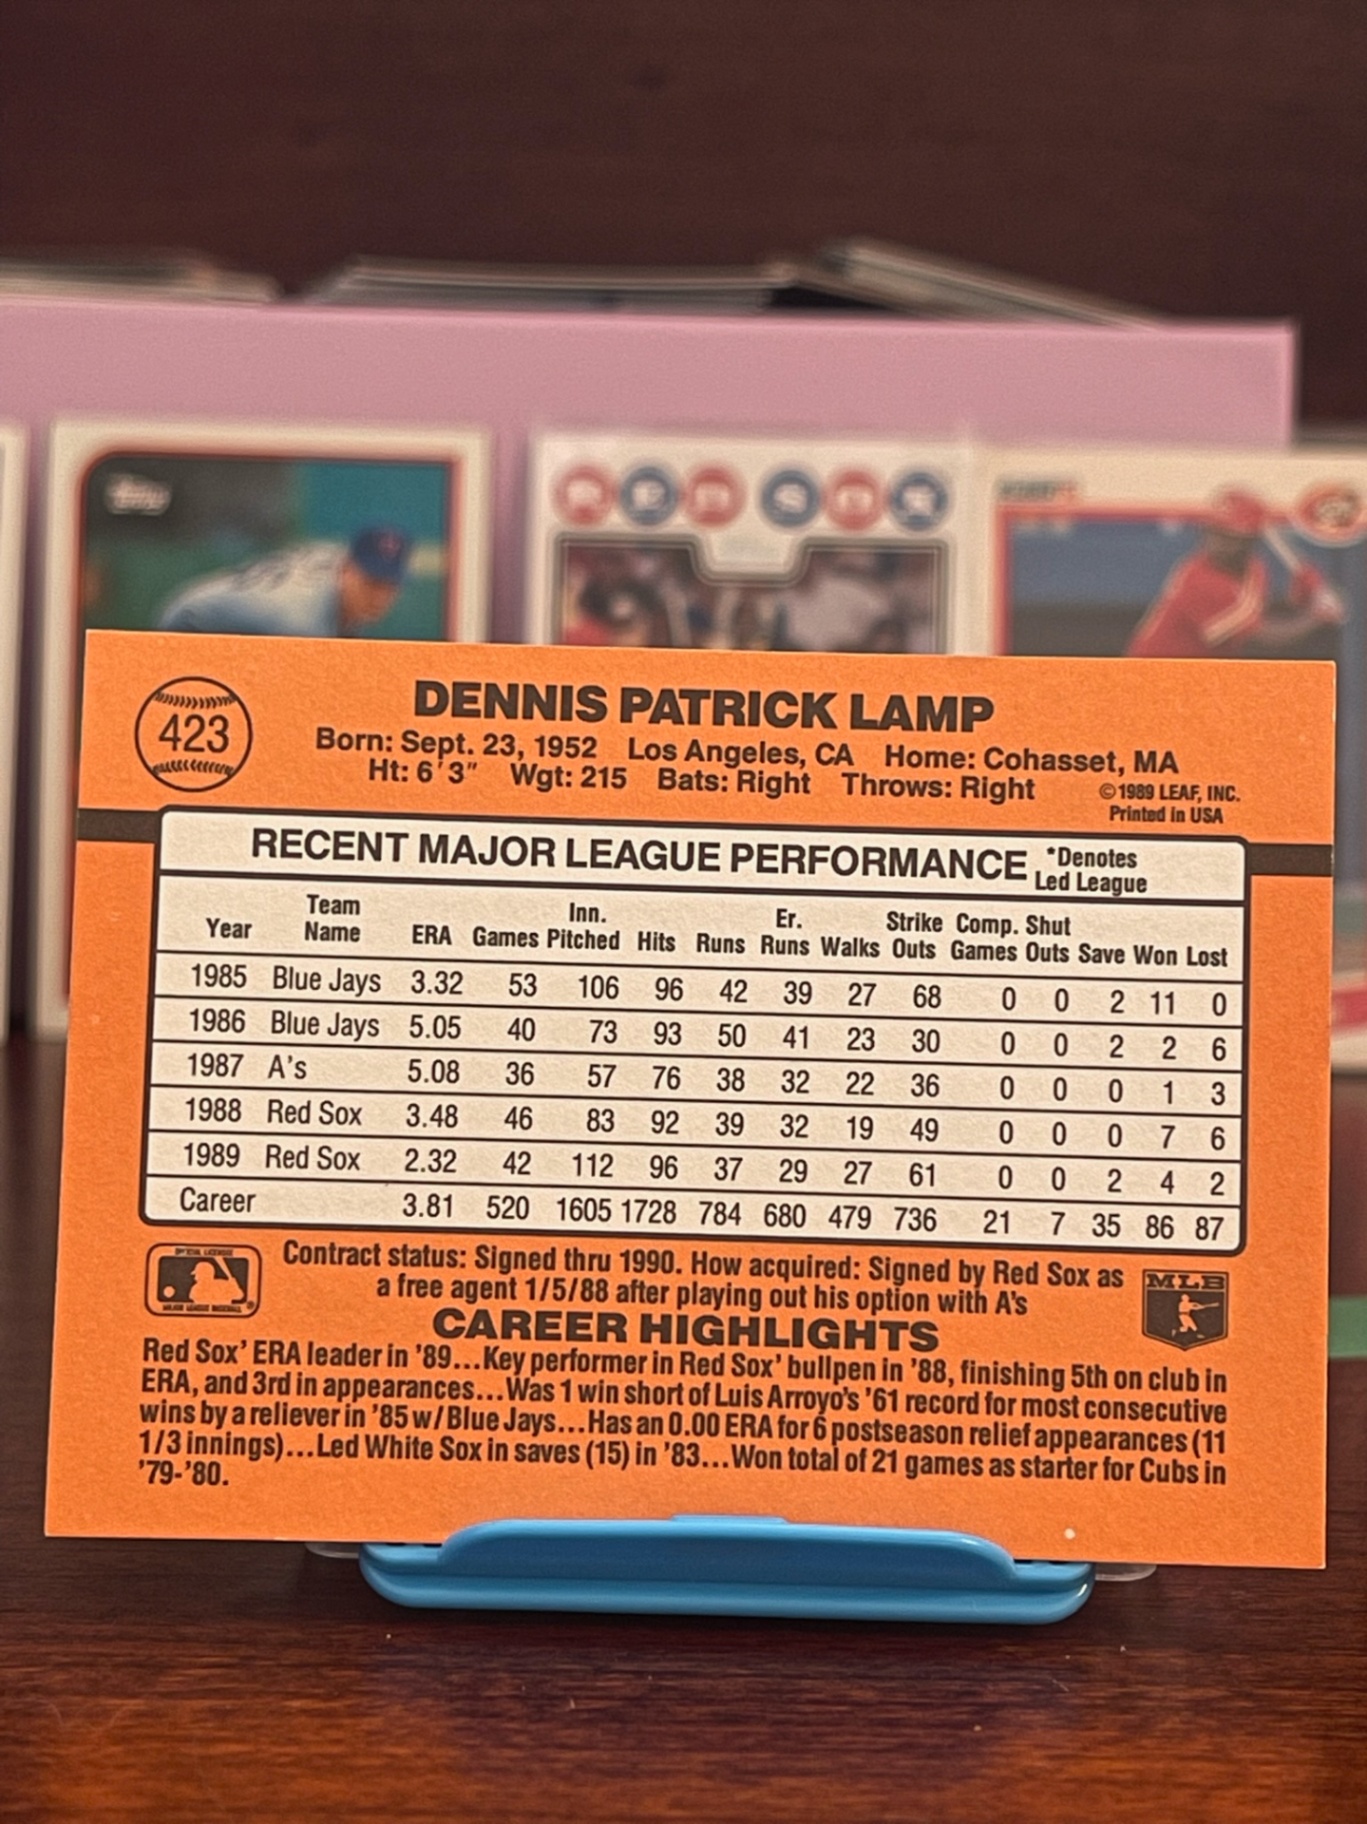 Topps
RED SOX
423
DENNIS PATRICK LAMP
Born: Sept. 23, 1952 Los Angeles, CA Home: Cohasset, MA
Ht: 6'3" Wgt: 215 Bats: Right Throws: Right
©1989 LEAF, INC.
Printed in USA
RECENT MAJOR LEAGUE PERFORMANCE *Denotes Led League
Year Team Name ERA Games Inn. Pitched Hits Runs Er. Runs Walks Strike Outs Comp. Games Shut Outs Save Won Lost
1985 Blue Jays 3.32 53 106 96 42 39 27 68 0 0 2 11 0
1986 Blue Jays 5.05 40 73 93 50 41 23 30 0 0 2 2 6
1987 A's 5.08 36 57 76 38 32 22 36 0 0 0 1 3
1988 Red Sox 3.48 46 83 92 39 32 19 49 0 0 0 7 6
1989 Red Sox 2.32 42 112 96 37 29 27 61 0 0 2 4 2
Career 3.81 520 1605 1728 784 680 479 736 21 7 35 86 87
Contract status: Signed thru 1990. How acquired: Signed by Red Sox as
a free agent 1/5/88 after playing out his option with A's
MLB
CAREER HIGHLIGHTS
Red Sox' ERA leader in '89...Key performer in Red Sox' bullpen in '88, finishing 5th on club in
ERA, and 3rd in appearances...Was 1 win short of Luis Arroyo's '61 record for most consecutive
wins by a reliever in '85 w/Blue Jays...Has an 0.00 ERA for 6 postseason relief appearances (11
1/3 innings)...Led White Sox in saves (15) in '83...Won total of 21 games as starter for Cubs in
'79-'80.